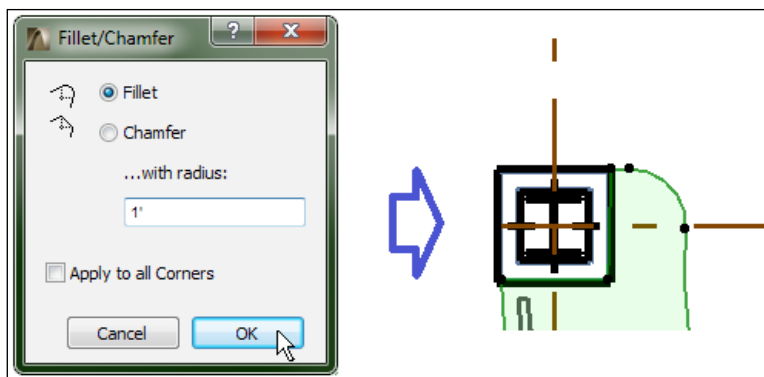 Fillet/Chamfer
?
Fillet
Chamfer
...with radius:
1'
Apply to all Corners
Cancel OK